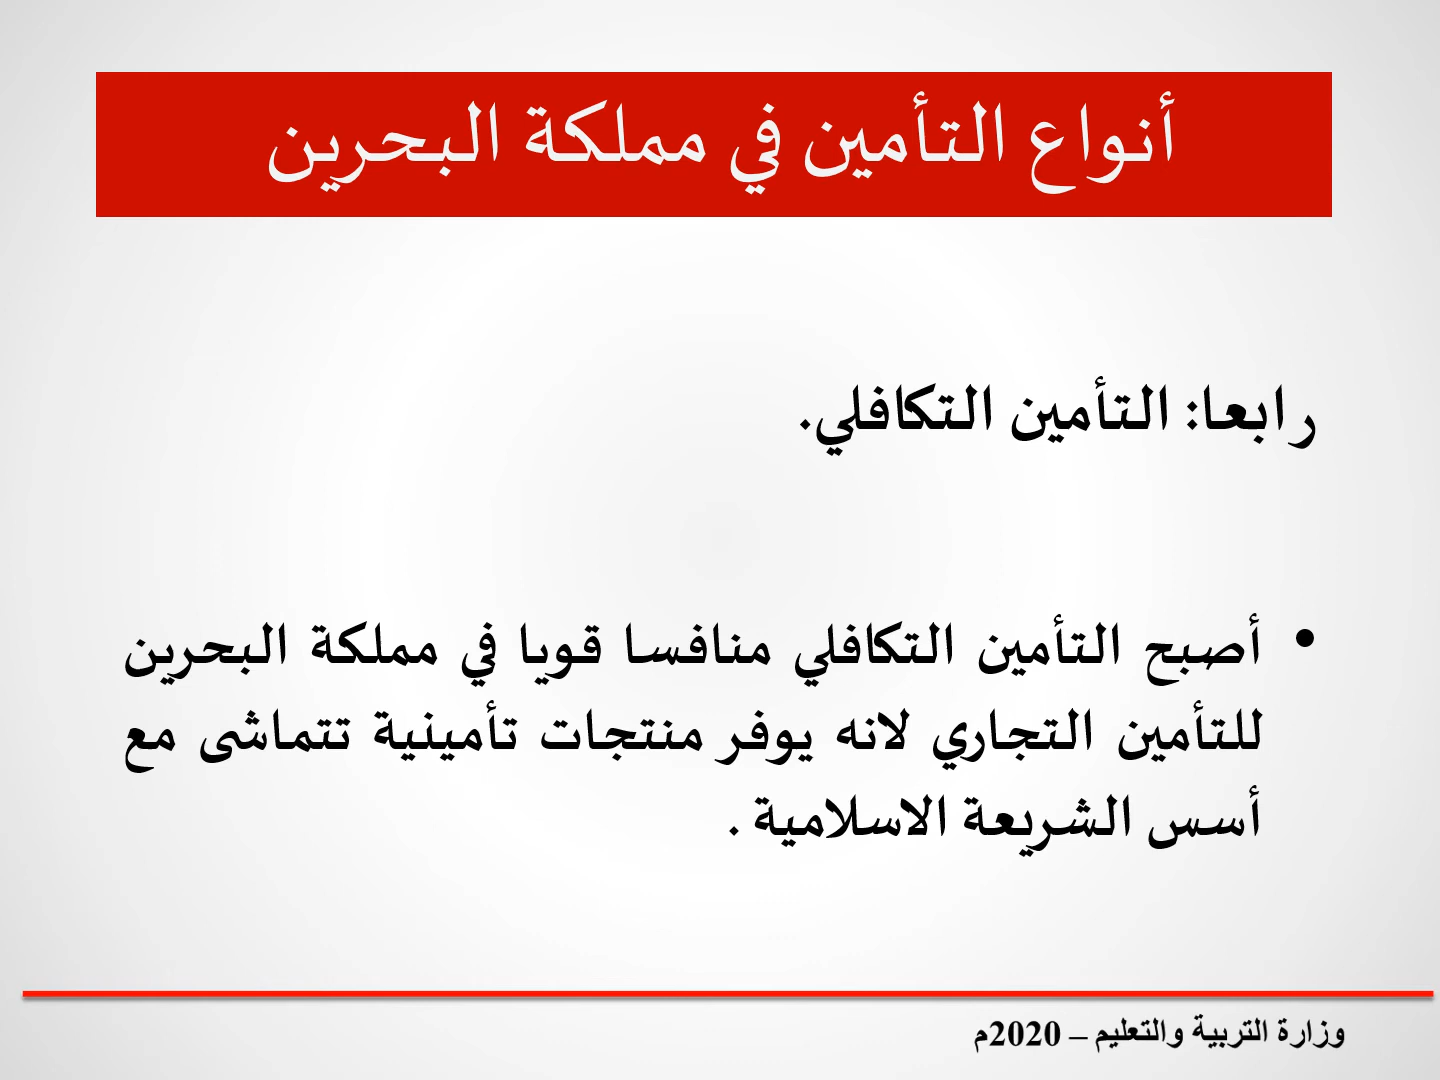 أنواع التأمين في مملكة البحرين
رابعا: التأمين التكافلي.
• أصبح التأمين التكافلي منافسا قويا في مملكة البحرين
للتأمين التجاري لانه يوفر منتجات تأمينية تتماشى مع
أسس الشريعة الاسلامية .
وزارة التربية والتعليم – 2020م